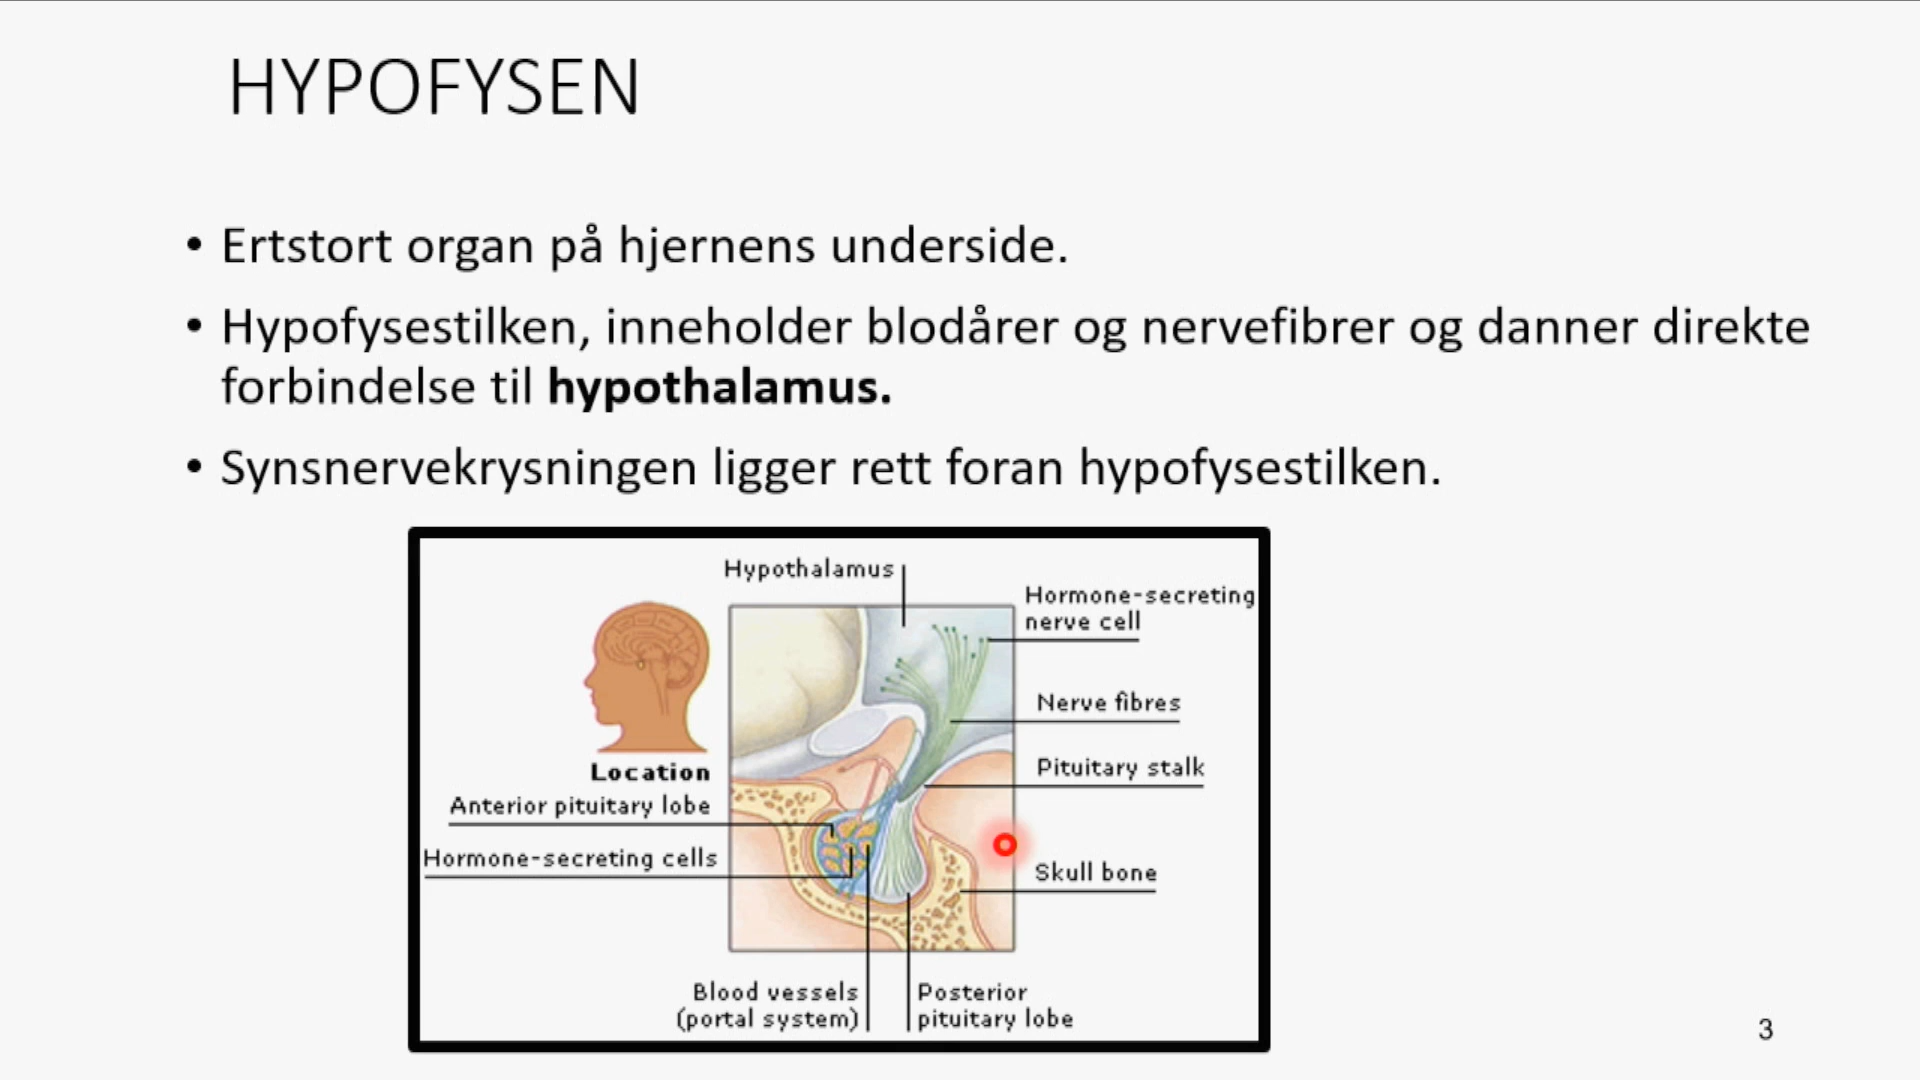 HYPOFYSEN
• Ertstort organ på hjernens underside.
• Hypofysestilken, inneholder blodårer og nervefibrer og danner direkte
forbindelse til hypothalamus.
• Synsnervekrysningen ligger rett foran hypofysestilken.
Hypothalamus
Hormone-secreting
nerve cell
Nerve fibres
Location
Pituitary stalk
Anterior pituitary lobe
Hormone-secreting cells
Skull bone
Blood vessels
(portal system)
Posterior
pituitary lobe
3